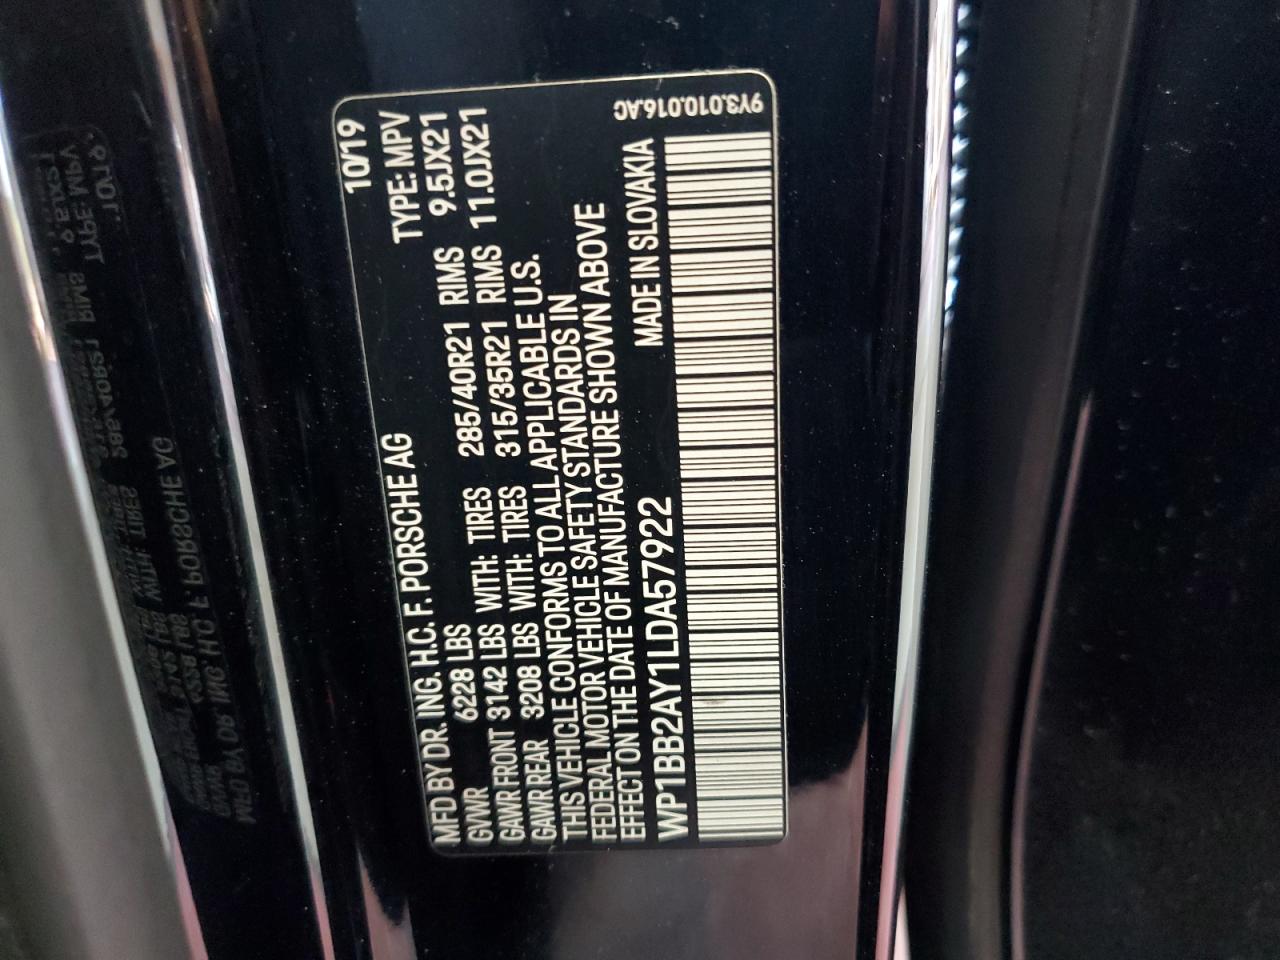 MFD BY DR. ING. H.C. F. PORSCHE AG 10/19
GVWR 6228 LBS TYPE: MPV
GAWR FRONT 3142 LBS WITH: TIRES 285/40R21 RIMS 9.5JX21
GAWR REAR 3208 LBS WITH: TIRES 315/35R21 RIMS 11.0JX21
THIS VEHICLE CONFORMS TO ALL APPLICABLE U.S.
FEDERAL MOTOR VEHICLE SAFETY STANDARDS IN
EFFECT ON THE DATE OF MANUFACTURE SHOWN ABOVE
WP1BB2AY1LDA57922 MADE IN SLOVAKIA
9Y3.010.016.AC